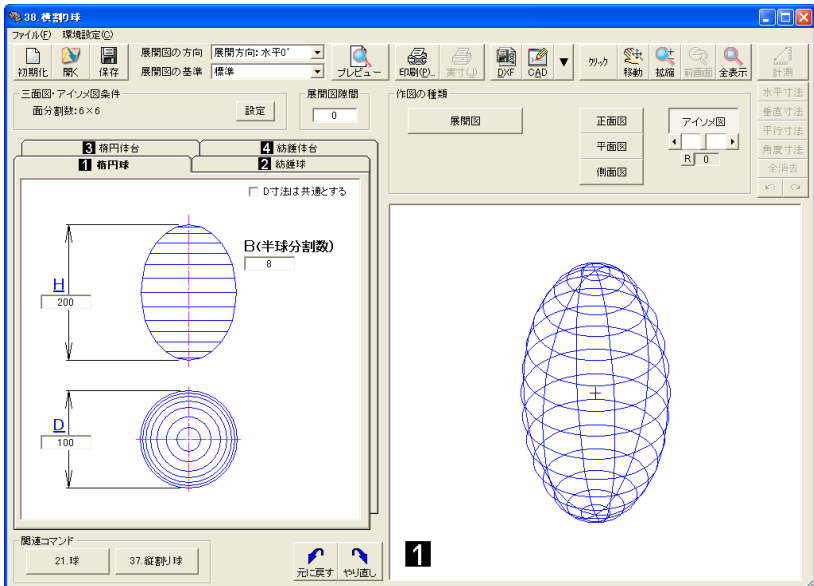 38.横割り球
ファイル(F) 環境設定(C)
初期化 開く 保存
展開図の方向 展開方向:水平0°
展開図の基準 標準
プレビュー 印刷(P).. 実寸(J) DXF CAD ▼ クリック 移動 拡縮 前画面 全表示 計測
三面図・アイソメ図条件
面分割数:6×6 設定
展開図隙間
0
作図の種類
展開図 正面図 平面図 側面図 アイソメ図
R 0
水平寸法
垂直寸法
平行寸法
角度寸法
全消去
3 楕円体台 4 紡錘体台
1 楕円球 2 紡錘球
D寸法は共通とする
B(半球分割数)
8
H
200
D
100
1
関連コマンド
21.球 37.縦割り球
元に戻す やり直し